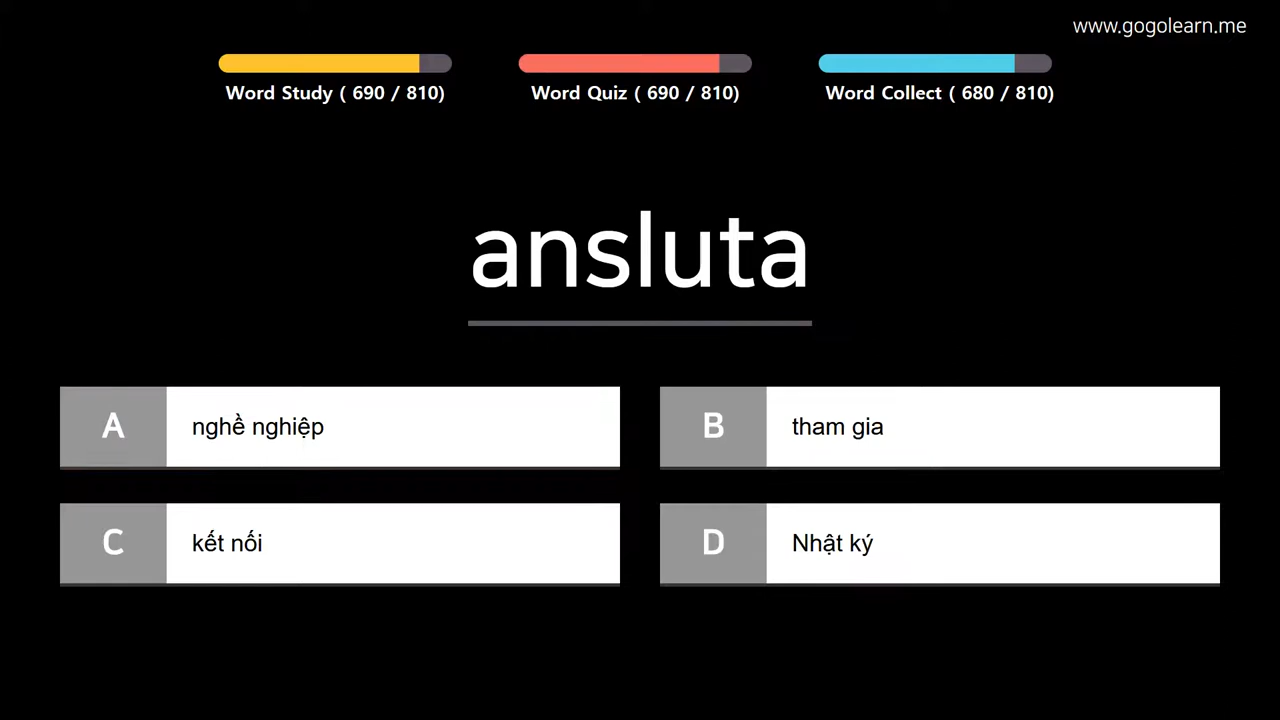 www.gogolearn.me
Word Study ( 690 / 810)
Word Quiz ( 690 / 810)
Word Collect ( 680 / 810)
ansluta
A nghề nghiệp
B tham gia
C kết nối
D Nhật ký